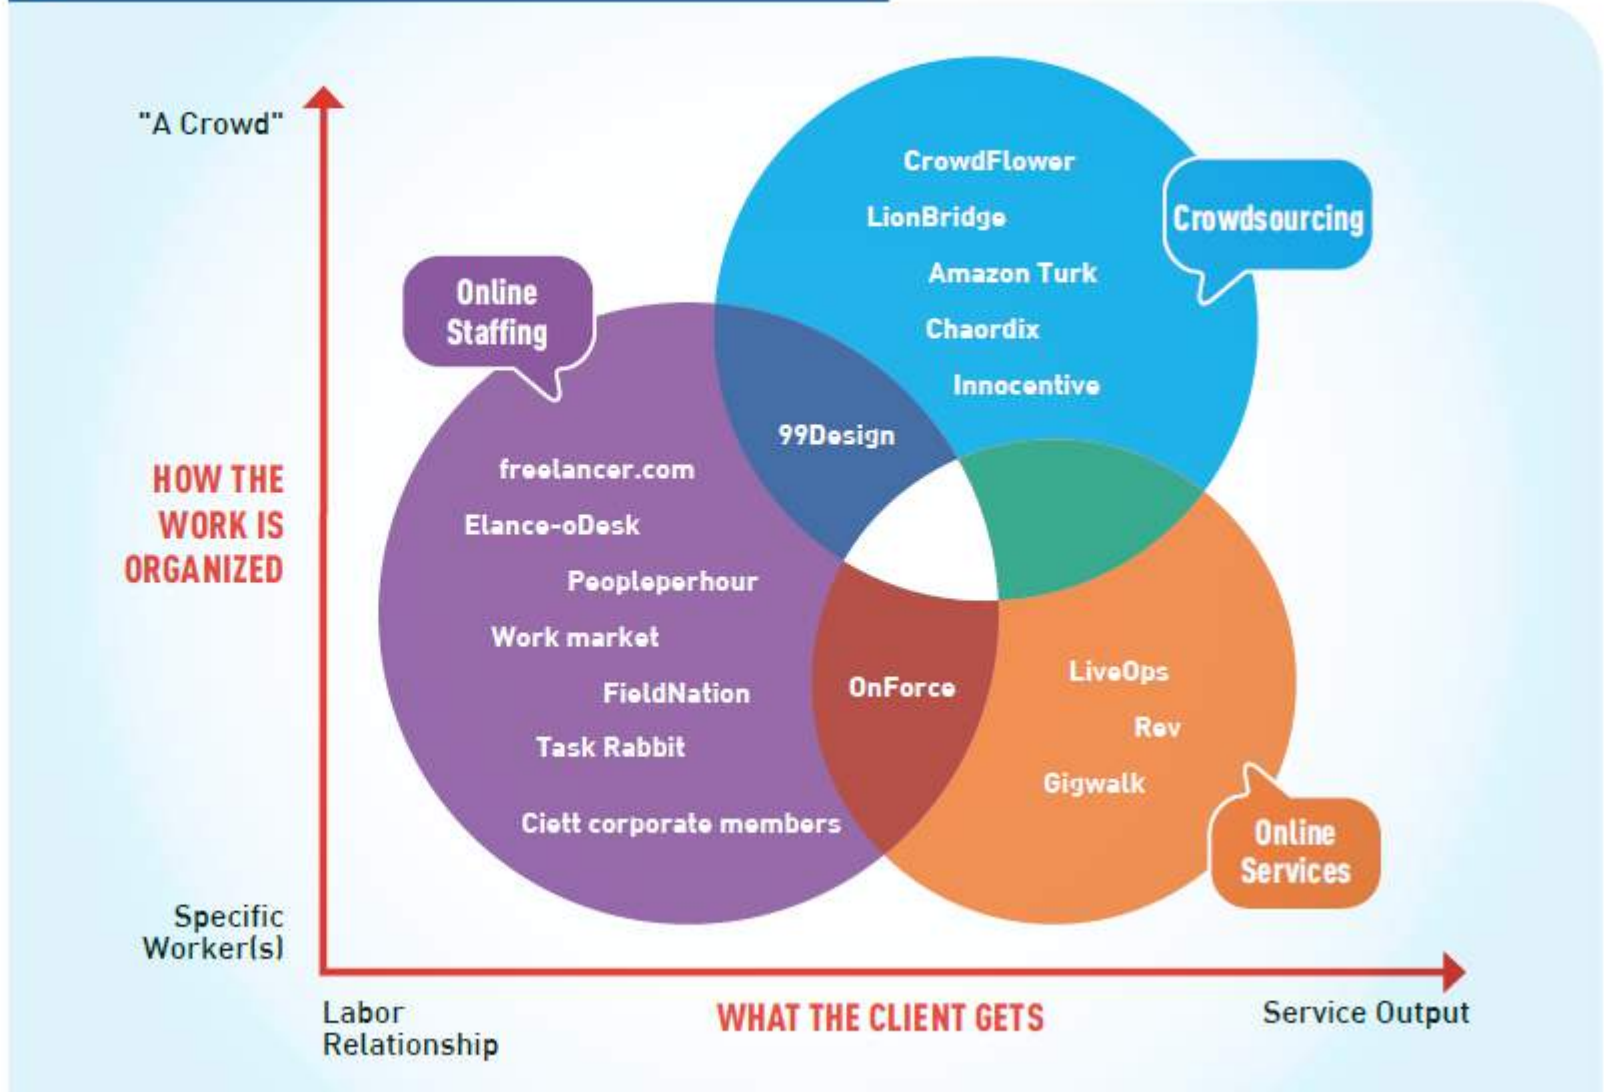 "A Crowd"
CrowdFlower
LionBridge
Crowdsourcing
Amazon Turk
Online
Staffing
Chaordix
Innocentive
99Design
freelancer.com
HOW THE
WORK IS
ORGANIZED
Elance-oDesk
Peopleperhour
Work market
FieldNation
OnForce
LiveOps
Rev
Task Rabbit
Gigwalk
Ciett corporate members
Online
Services
Specific
Worker(s)
Labor
Relationship
WHAT THE CLIENT GETS
Service Output